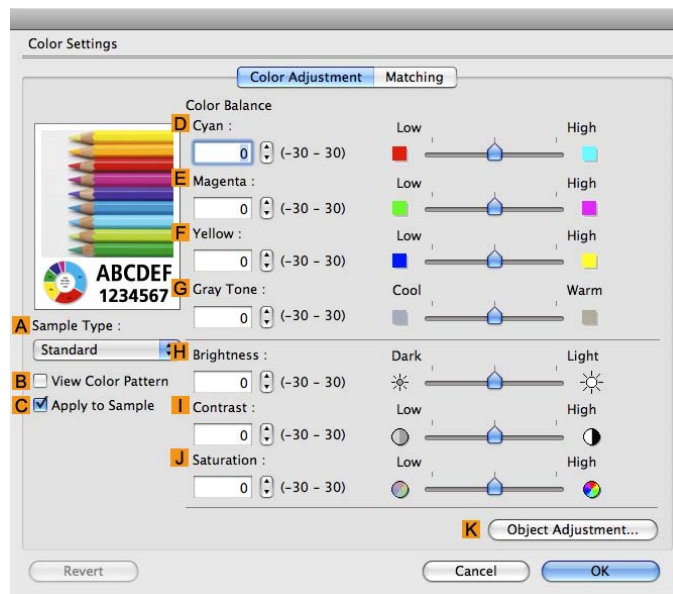 Color Settings
Color Adjustment Matching
Color Balance
D Cyan : Low High
0 (-30 - 30)
E Magenta : Low High
0 (-30 - 30)
F Yellow : Low High
0 (-30 - 30)
ABCDEF
1234567
G Gray Tone : Cool Warm
0 (-30 - 30)
A Sample Type :
Standard
H Brightness : Dark Light
0 (-30 - 30)
B View Color Pattern
C Apply to Sample
I Contrast : Low High
0 (-30 - 30)
J Saturation : Low High
0 (-30 - 30)
K Object Adjustment...
Revert Cancel OK